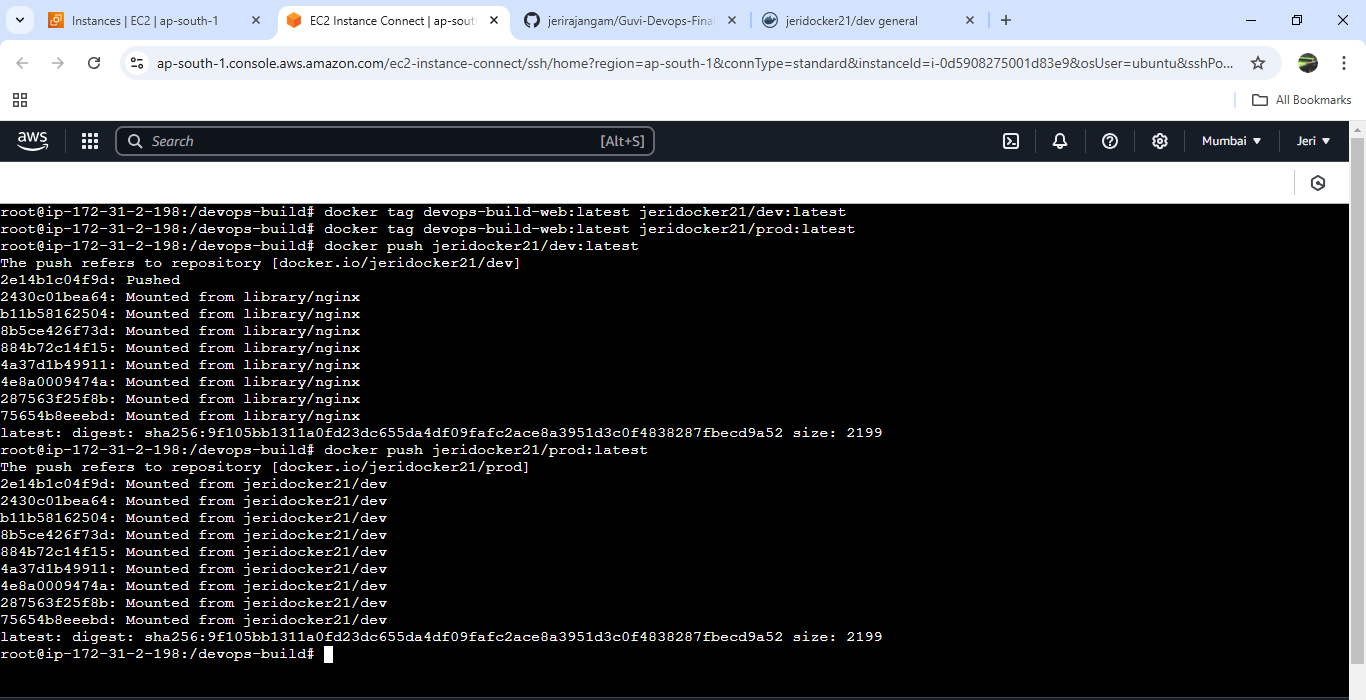 Instances | EC2 | ap-south-1
EC2 Instance Connect | ap-sout
jerirajangam/Guvi-Devops-Final
jeridocker21/dev general
ap-south-1.console.aws.amazon.com/ec2-instance-connect/ssh/home?region=ap-south-1&connType=standard&instanceId=i-0d5908275001d83e9&osUser=ubuntu&sshPo...
All Bookmarks
aws
Search
[Alt+S]
Mumbai
Jeri
root@ip-172-31-2-198:/devops-build# docker tag devops-build-web:latest jeridocker21/dev:latest
root@ip-172-31-2-198:/devops-build# docker tag devops-build-web:latest jeridocker21/prod:latest
root@ip-172-31-2-198:/devops-build# docker push jeridocker21/dev:latest
The push refers to repository [docker.io/jeridocker21/dev]
2e14b1c04f9d: Pushed
2430c01bea64: Mounted from library/nginx
b11b58162504: Mounted from library/nginx
8b5ce426f73d: Mounted from library/nginx
884b72c14f15: Mounted from library/nginx
4a37d1b49911: Mounted from library/nginx
4e8a0009474a: Mounted from library/nginx
287563f25f8b: Mounted from library/nginx
75654b8eeebd: Mounted from library/nginx
latest: digest: sha256:9f105bb1311a0fd23dc655da4df09fafc2ace8a3951d3c0f4838287fbecd9a52 size: 2199
root@ip-172-31-2-198:/devops-build# docker push jeridocker21/prod:latest
The push refers to repository [docker.io/jeridocker21/prod]
2e14b1c04f9d: Mounted from jeridocker21/dev
2430c01bea64: Mounted from jeridocker21/dev
b11b58162504: Mounted from jeridocker21/dev
8b5ce426f73d: Mounted from jeridocker21/dev
884b72c14f15: Mounted from jeridocker21/dev
4a37d1b49911: Mounted from jeridocker21/dev
4e8a0009474a: Mounted from jeridocker21/dev
287563f25f8b: Mounted from jeridocker21/dev
75654b8eeebd: Mounted from jeridocker21/dev
latest: digest: sha256:9f105bb1311a0fd23dc655da4df09fafc2ace8a3951d3c0f4838287fbecd9a52 size: 2199
root@ip-172-31-2-198:/devops-build#